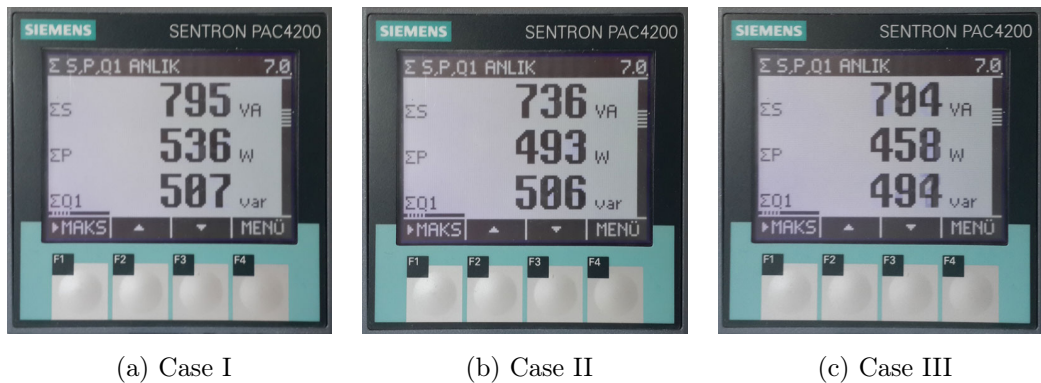 SIEMENS SENTRON PAC4200
Σ S,P,Q1 ANLIK 7.0
ΣS 795 VA
ΣP 536 W
ΣQ1 507 var
▸MAKS ▲ ▼ MENÜ
F1 F2 F3 F4
(a) Case I
SIEMENS SENTRON PAC4200
Σ S,P,Q1 ANLIK 7.0
ΣS 736 VA
ΣP 493 W
ΣQ1 506 var
▸MAKS ▲ ▼ MENÜ
F1 F2 F3 F4
(b) Case II
SIEMENS SENTRON PAC4200
Σ S,P,Q1 ANLIK 7.0
ΣS 704 VA
ΣP 458 W
ΣQ1 494 var
▸MAKS ▲ ▼ MENÜ
F1 F2 F3 F4
(c) Case III